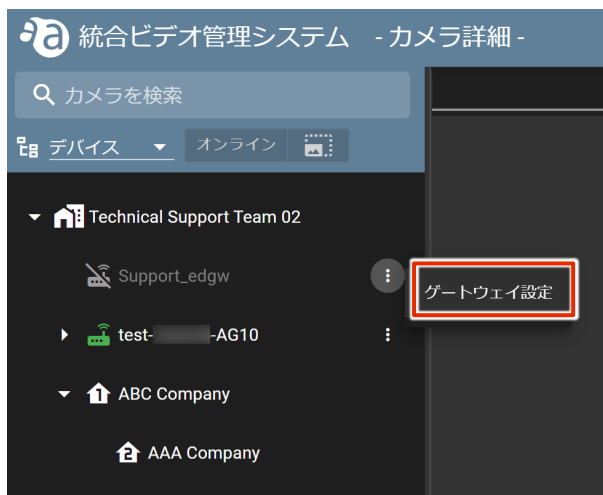 統合ビデオ管理システム - カメラ詳細 -
カメラを検索
デバイス オンライン
Technical Support Team 02
Support_edgw
ゲートウェイ設定
test- -AG10
1 ABC Company
2 AAA Company